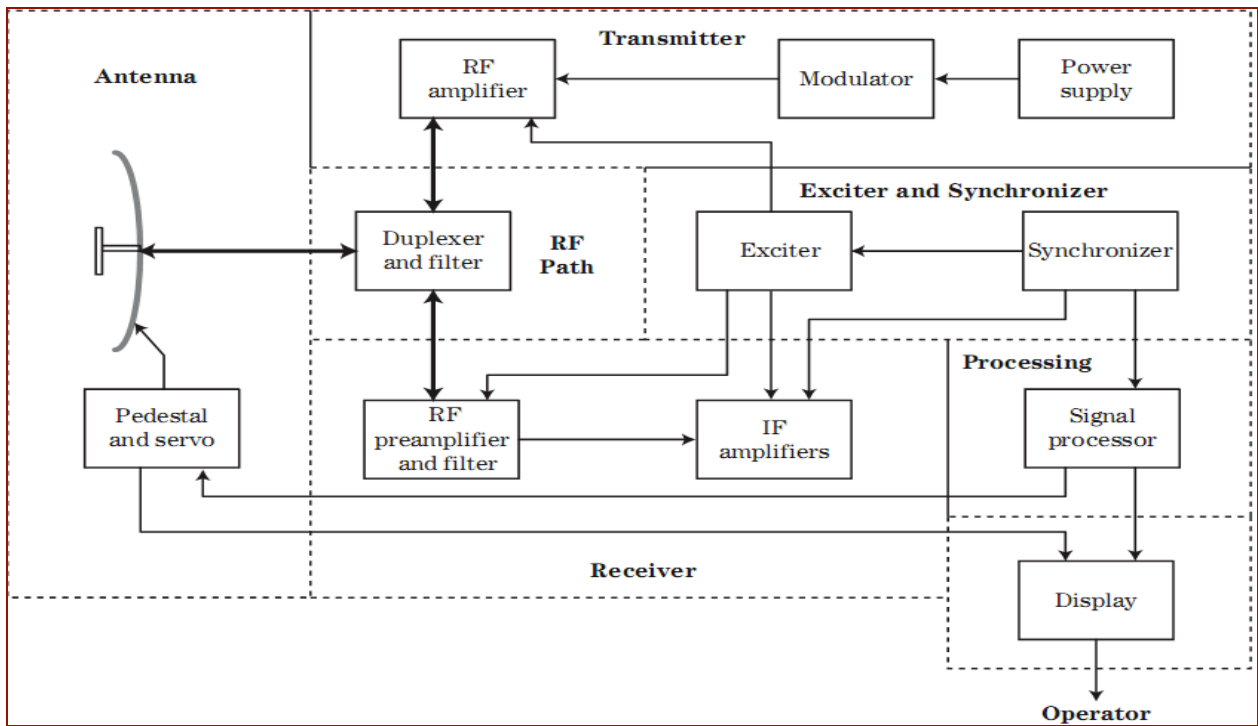 Transmitter
Antenna
RF
amplifier
Modulator
Power
supply
Exciter and Synchronizer
Duplexer
and filter
RF
Path
Exciter
Synchronizer
Processing
Pedestal
and servo
RF
preamplifier
and filter
IF
amplifiers
Signal
processor
Receiver
Display
Operator